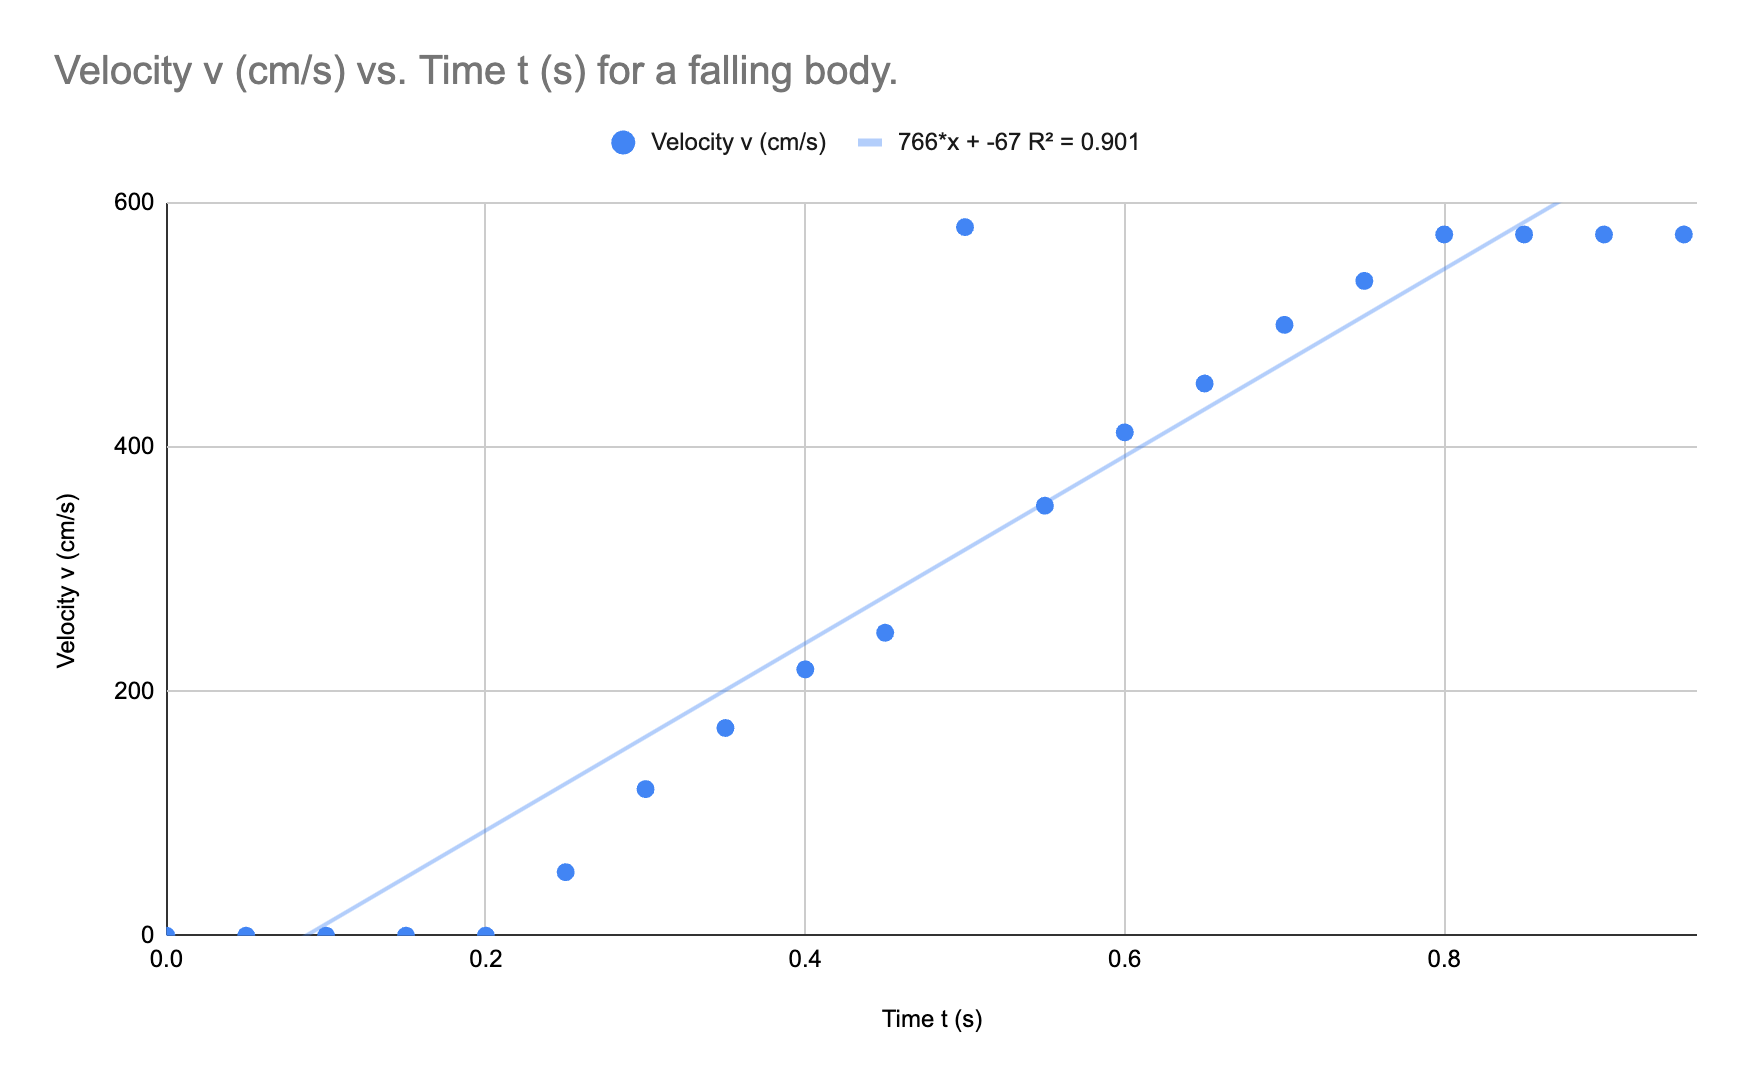 Velocity v (cm/s) vs. Time t (s) for a falling body.
Velocity v (cm/s) 766*x + -67 R² = 0.901
600
400
200
0
Velocity v (cm/s)
0.0 0.2 0.4 0.6 0.8
Time t (s)